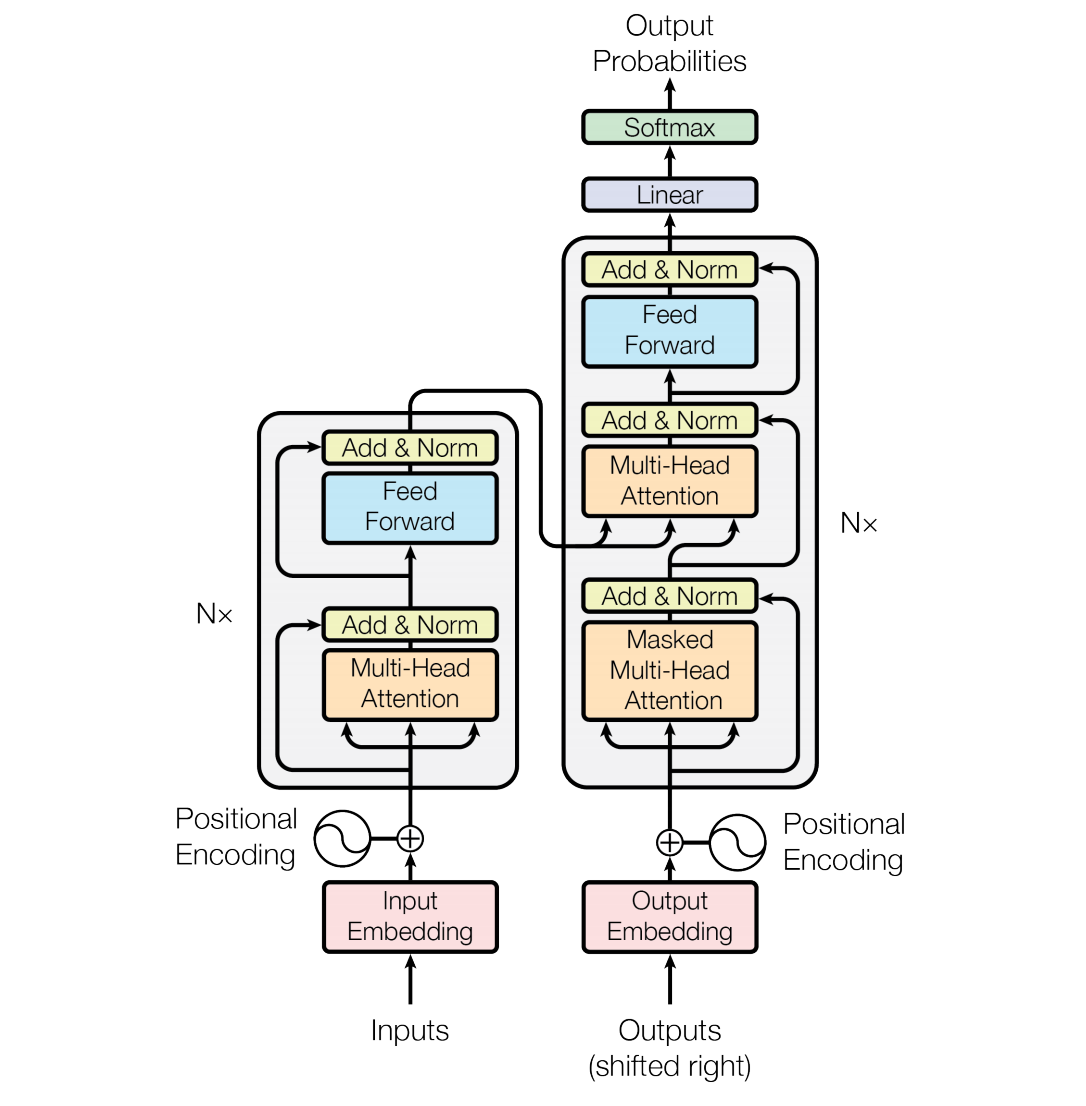 Output
Probabilities
Softmax
Linear
Add & Norm
Feed
Forward
Add & Norm
Multi-Head
Attention
N×
Add & Norm
Masked
Multi-Head
Attention
Add & Norm
Feed
Forward
N×
Add & Norm
Multi-Head
Attention
Positional
Encoding
Positional
Encoding
Input
Embedding
Output
Embedding
Inputs
Outputs
(shifted right)